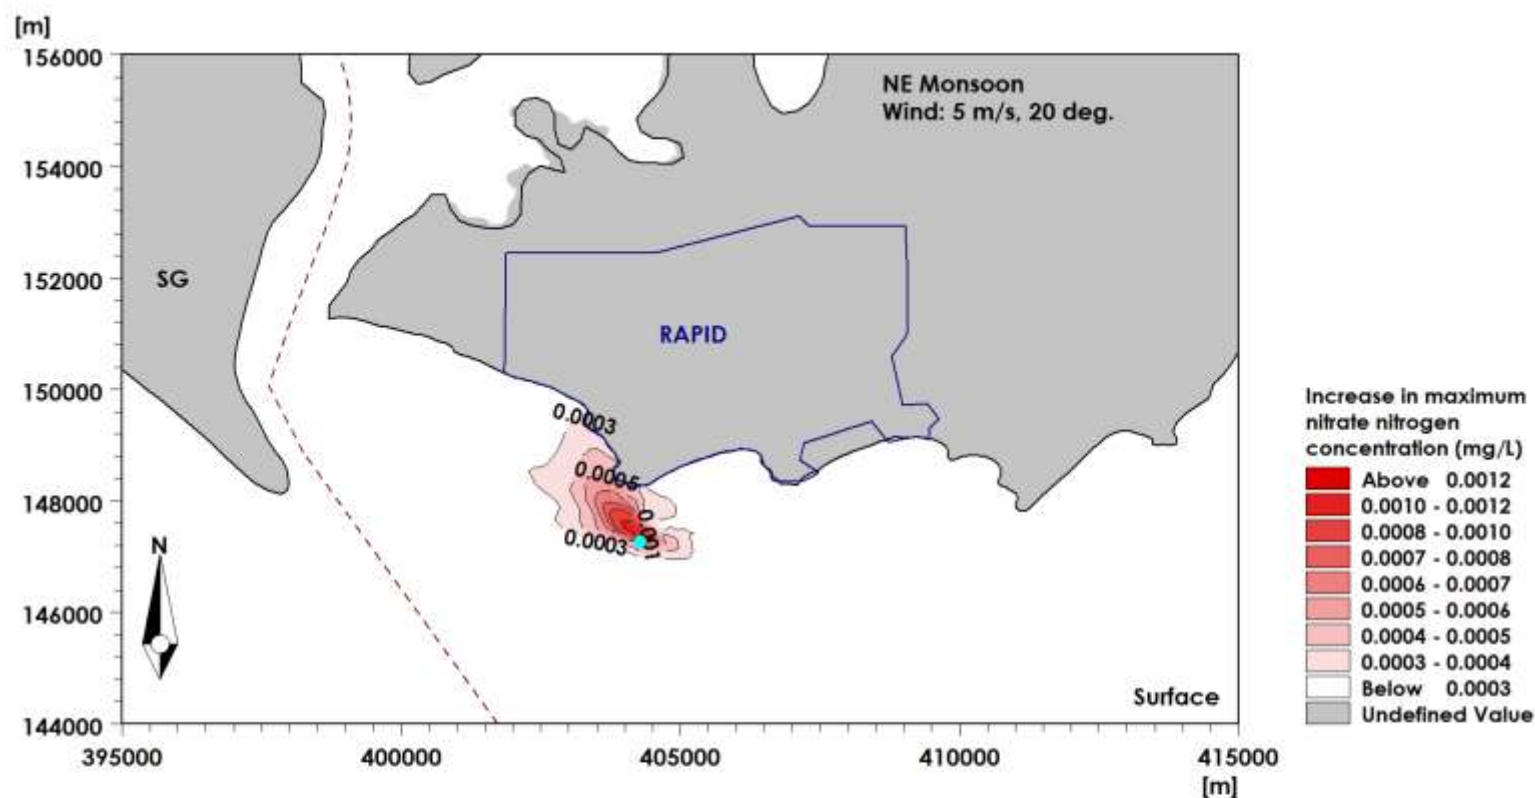 [m]
156000
154000
152000
150000
148000
146000
144000
395000
400000
405000
410000
415000
[m]
NE Monsoon
Wind: 5 m/s, 20 deg.
SG
RAPID
0.0003
0.0005
0.001
0.0003
N
Surface
Increase in maximum
nitrate nitrogen
concentration (mg/L)
Above 0.0012
0.0010 - 0.0012
0.0008 - 0.0010
0.0007 - 0.0008
0.0006 - 0.0007
0.0005 - 0.0006
0.0004 - 0.0005
0.0003 - 0.0004
Below 0.0003
Undefined Value